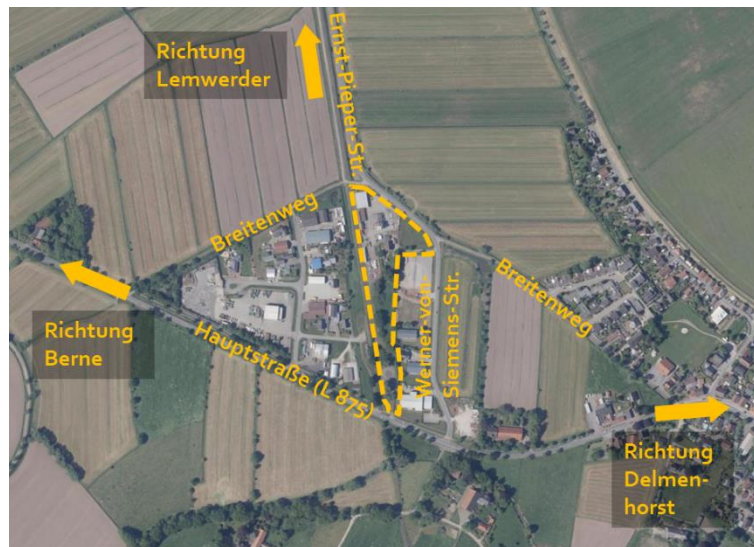 Richtung
Lemwerder
Ernst-Pieper-Str.
Breitenweg
Richtung
Berne
Hauptstraße (L 875)
Werner-von-
Siemens-Str.
Breitenweg
Richtung
Delmen-
horst